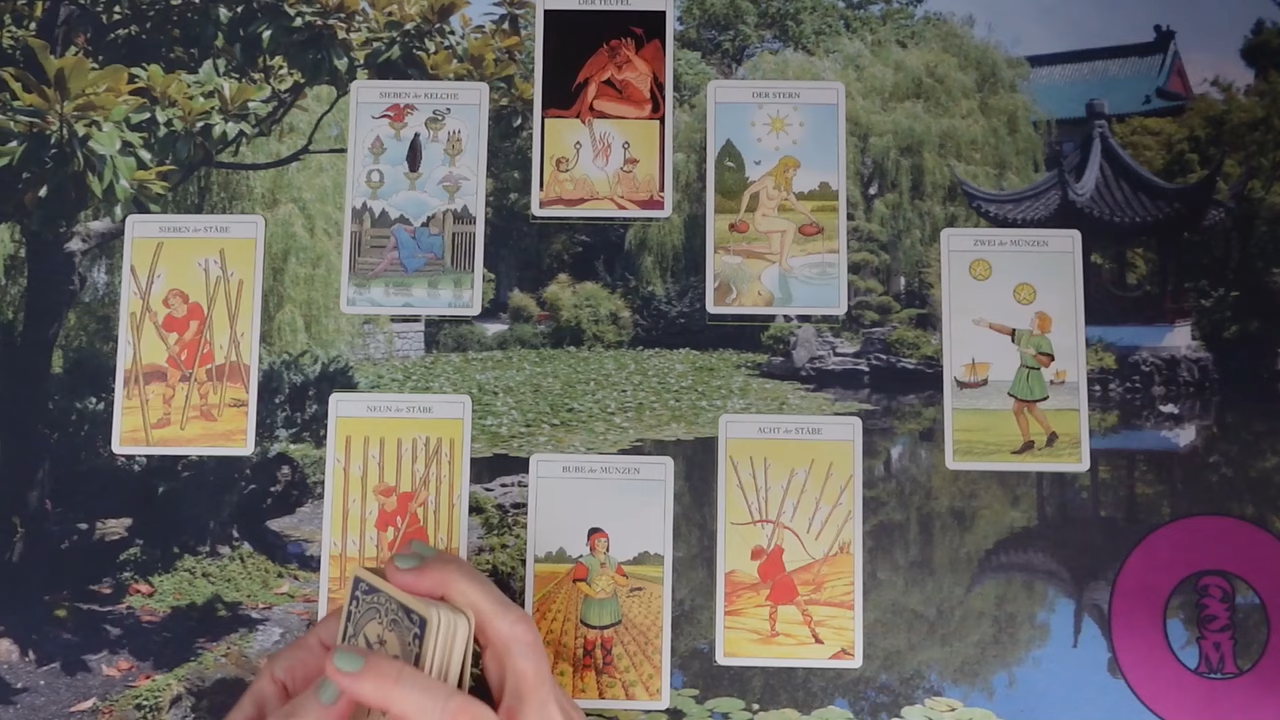 DER TEUFEL
SIEBEN der KELCHE
DER STERN
SIEBEN der STÄBE
ZWEI der MÜNZEN
NEUN der STÄBE
ACHT der STÄBE
BUBE der MÜNZEN